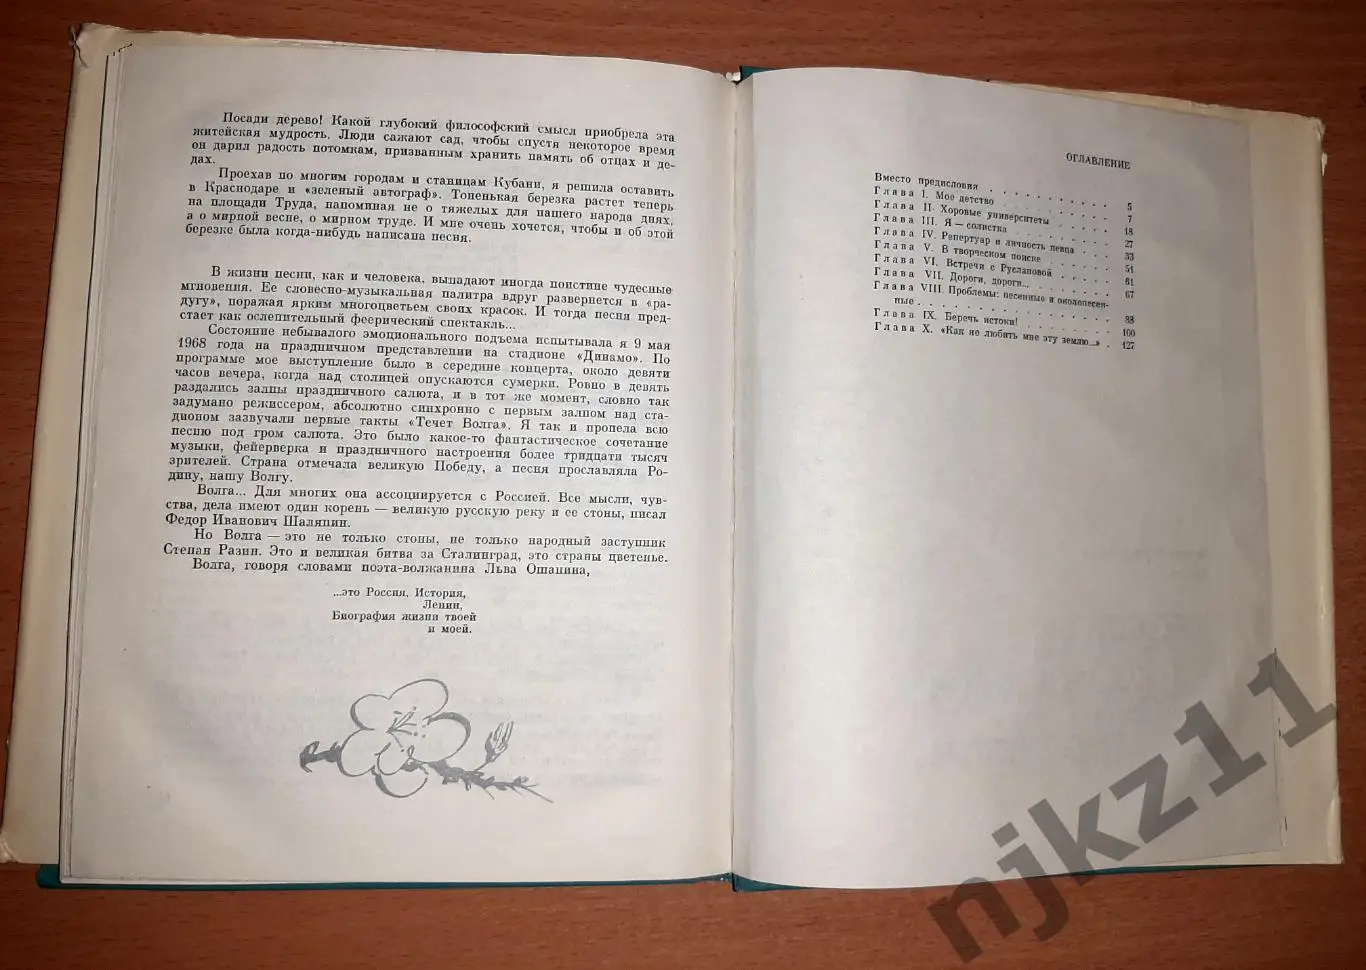 Посади дерево! Какой глубокий философский смысл приобрела эта
житейская мудрость. Люди сажают сад, чтобы спустя некоторое время
он дарил радость потомкам, призванным хранить память об отцах и де-
дах.
Проехав по многим городам и станицам Кубани, я решила оставить
в Краснодаре и «зеленый автограф». Тоненькая березка растет теперь
на площади Труда, напоминая не о тяжелых для нашего народа днях,
а о мирной весне, о мирном труде. И мне очень хочется, чтобы и об этой
березке была когда-нибудь написана песня.
В жизни песни, как и человека, выпадают иногда поистине чудесные
мгновения. Ее словесно-музыкальная палитра вдруг развернется в «ра-
дугу», поражая ярким многоцветьем своих красок. И тогда песня пред-
стает как ослепительный феерический спектакль...
Состояние небывалого эмоционального подъема испытывала я 9 мая
1968 года на праздничном представлении на стадионе «Динамо». По
программе мое выступление было в середине концерта, около девяти
часов вечера, когда над столицей опускаются сумерки. Ровно в девять
раздались залпы праздничного салюта, и в тот же момент, словно так
задумано режиссером, абсолютно синхронно с первым залпом над ста-
дионом зазвучали первые такты «Течет Волга». Я так и пропела всю
песню под гром салюта. Это было какое-то фантастическое сочетание
музыки, фейерверка и праздничного настроения более тридцати тысяч
зрителей. Страна отмечала великую Победу, а песня прославляла Ро-
дину, нашу Волгу.
Волга... Для многих она ассоциируется с Россией. Все мысли, чув-
ства, дела имеют один корень — великую русскую реку и ее стоны, писал
Федор Иванович Шаляпин.
Но Волга — это не только стоны, не только народный заступник
Степан Разин. Это и великая битва за Сталинград, это страны цветенье.
Волга, говоря словами поэта-волжанина Льва Ошанина,
...это Россия, История,
Ленин,
Биография жизни твоей
и моей.
ОГЛАВЛЕНИЕ
Вместо предисловия . . . . . . . . . . 5
Глава I. Мое детство . . . . . . . . . 7
Глава II. Хоровые университеты . . . . . 18
Глава III. Я — солистка . . . . . . . . 27
Глава IV. Репертуар и личность певца . . . 33
Глава V. В творческом поиске . . . . . . 51
Глава VI. Встречи с Руслановой . . . . . 61
Глава VII. Дороги, дороги... . . . . . . 67
Глава VIII. Проблемы: песенные и околопесен-
ные . . . . . . . . . . . . . . 88
Глава IX. Беречь истоки! . . . . . . . 100
Глава X. «Как не любить мне эту землю...» . 127
njkz11